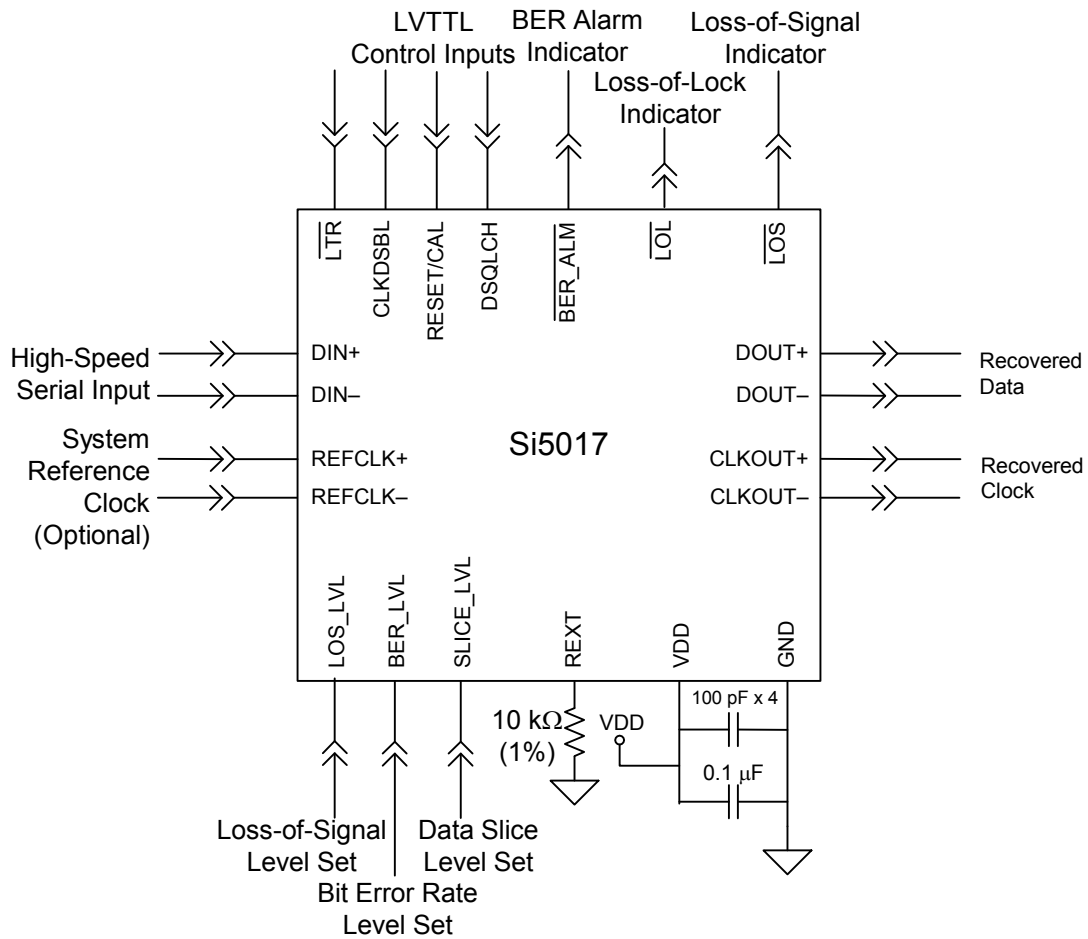 LVTTL
Control Inputs
BER Alarm
Indicator
Loss-of-Lock
Indicator
Loss-of-Signal
Indicator
LTR
CLKDSBL
RESET/CAL
DSQLCH
BER_ALM
LOL
LOS
High-Speed
Serial Input
DIN+
DIN–
System
Reference
Clock
(Optional)
REFCLK+
REFCLK–
Si5017
DOUT+
DOUT–
Recovered
Data
CLKOUT+
CLKOUT–
Recovered
Clock
LOS_LVL
BER_LVL
SLICE_LVL
REXT
VDD
GND
10 kΩ
(1%)
VDD
100 pF x 4
0.1 μF
Loss-of-Signal
Level Set
Data Slice
Level Set
Bit Error Rate
Level Set